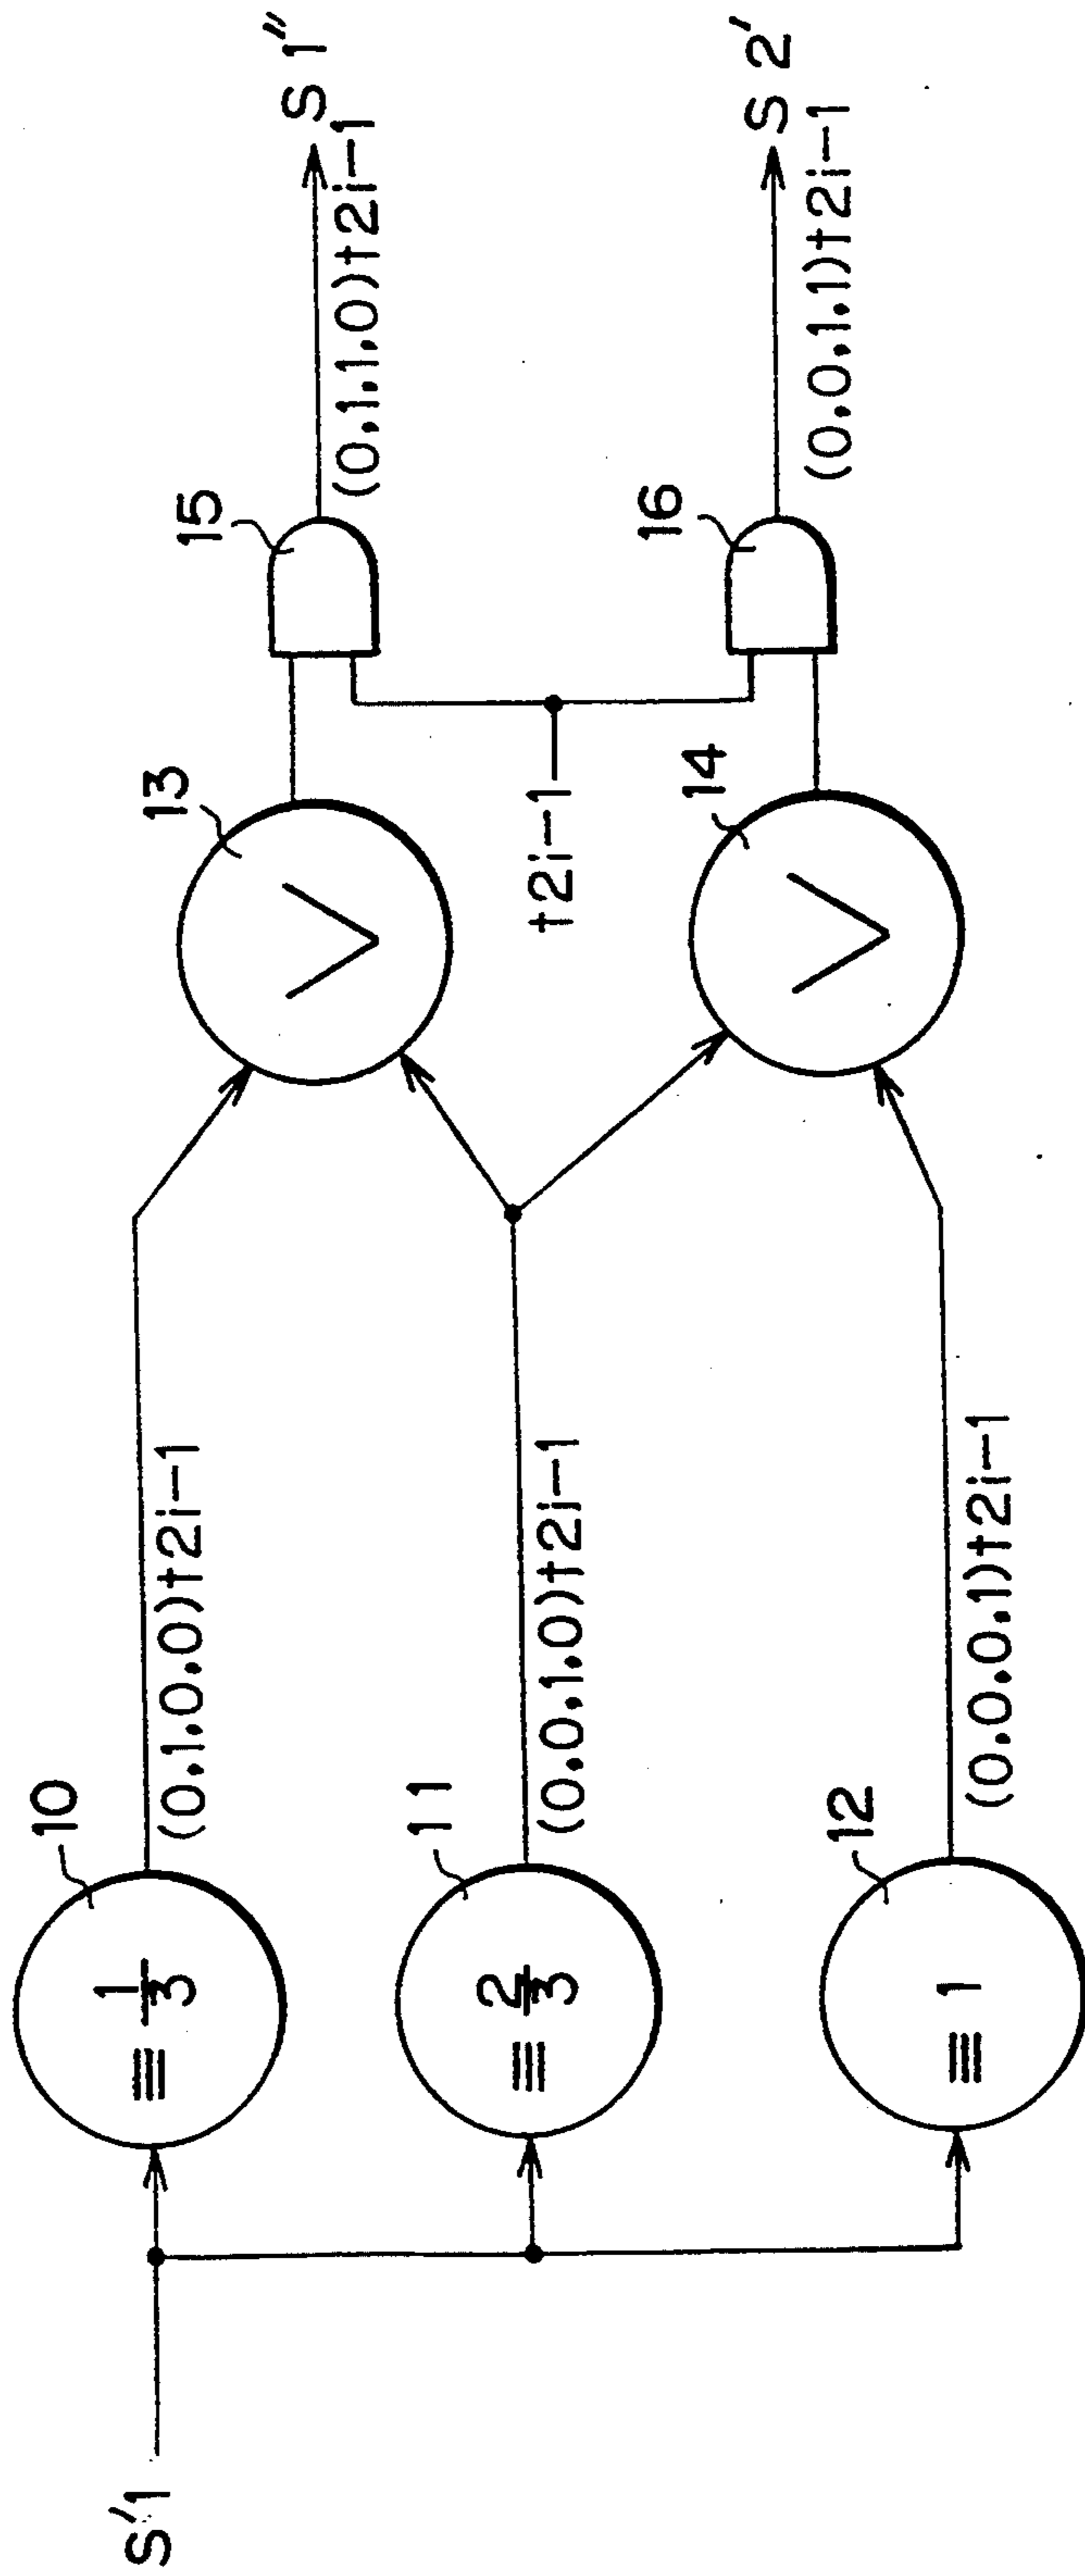 S'1
10
≡ 1/3
(0.1.0.0)t2i-1
11
≡ 2/3
(0.0.1.0)t2j-1
12
≡ 1
(0.0.0.1)t2i-1
13
V
14
V
t2i-1
15
S 1"
(0.1.1.0)t2i-1
16
S 2'
(0.0.1.1)t2i-1